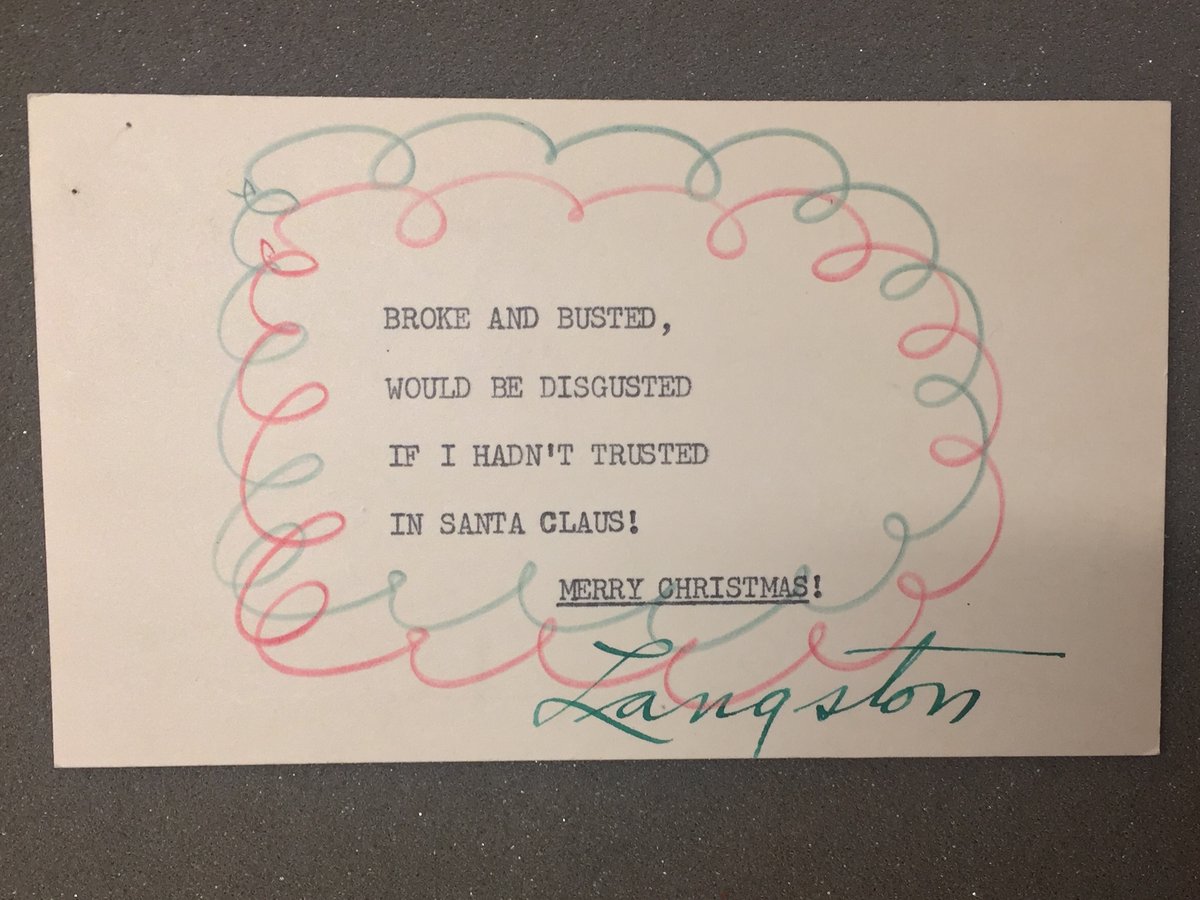 BROKE AND BUSTED,
WOULD BE DISGUSTED
IF I HADN'T TRUSTED
IN SANTA CLAUS!
MERRY CHRISTMAS!
Langston